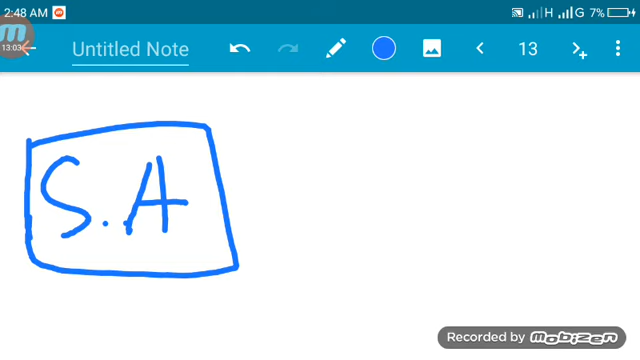 2:48 AM H G 7%
13:03 Untitled Note 13
S.A
Recorded by mobizen